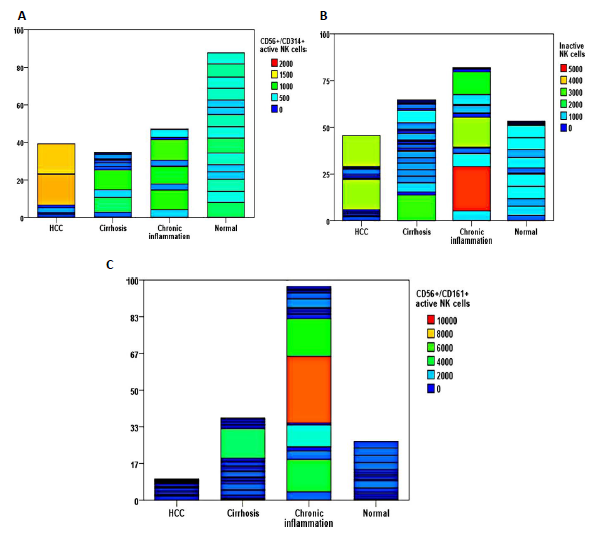 A
100
80
60
40
20
0
HCC
Cirrhosis
Chronic
inflammation
Normal
CD56+/CD314+
active NK cells
2000
1500
1000
500
0
B
100
75
50
25
0
HCC
Cirrhosis
Chronic
inflammation
Normal
Inactive
NK cells
5000
4000
3000
2000
1000
0
C
100
83
67
50
33
17
0
HCC
Cirrhosis
Chronic
inflammation
Normal
CD56+/CD161+
active NK cells
10000
8000
6000
4000
2000
0